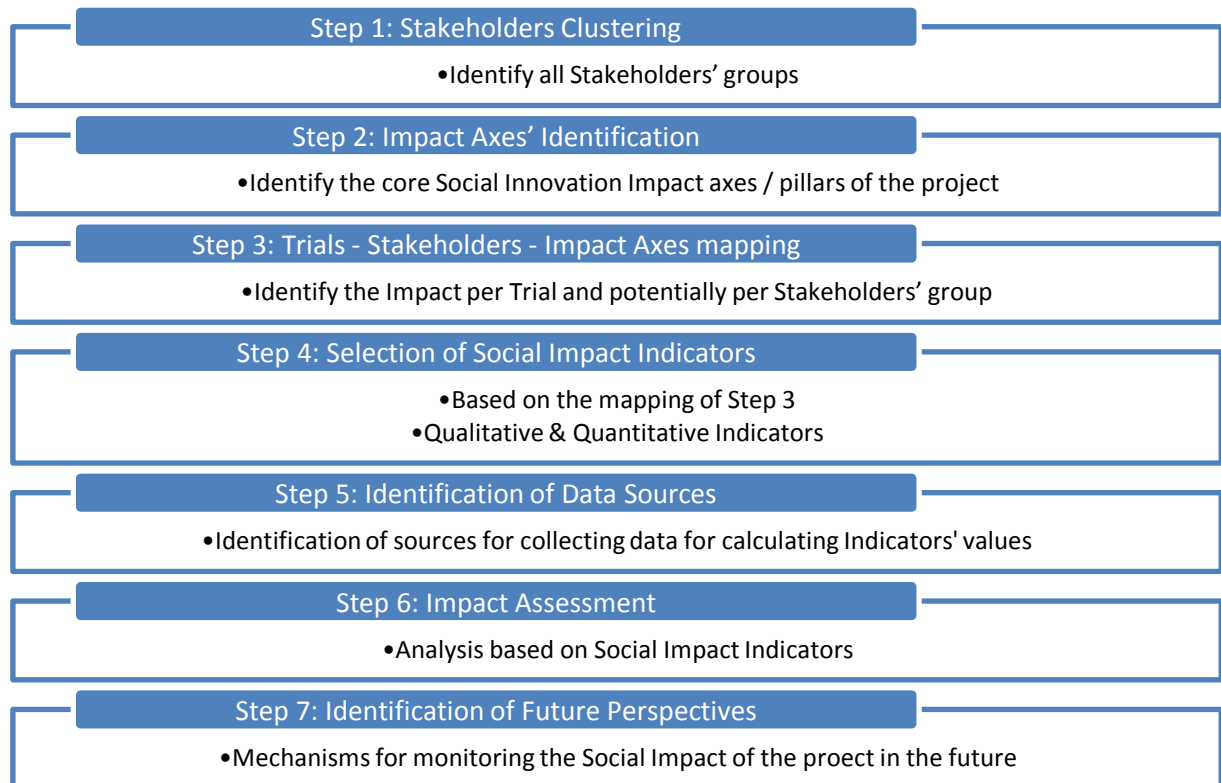 Step 1: Stakeholders Clustering
•Identify all Stakeholders’ groups
Step 2: Impact Axes’ Identification
•Identify the core Social Innovation Impact axes / pillars of the project
Step 3: Trials - Stakeholders - Impact Axes mapping
•Identify the Impact per Trial and potentially per Stakeholders’ group
Step 4: Selection of Social Impact Indicators
•Based on the mapping of Step 3
•Qualitative & Quantitative Indicators
Step 5: Identification of Data Sources
•Identification of sources for collecting data for calculating Indicators' values
Step 6: Impact Assessment
•Analysis based on Social Impact Indicators
Step 7: Identification of Future Perspectives
•Mechanisms for monitoring the Social Impact of the proect in the future